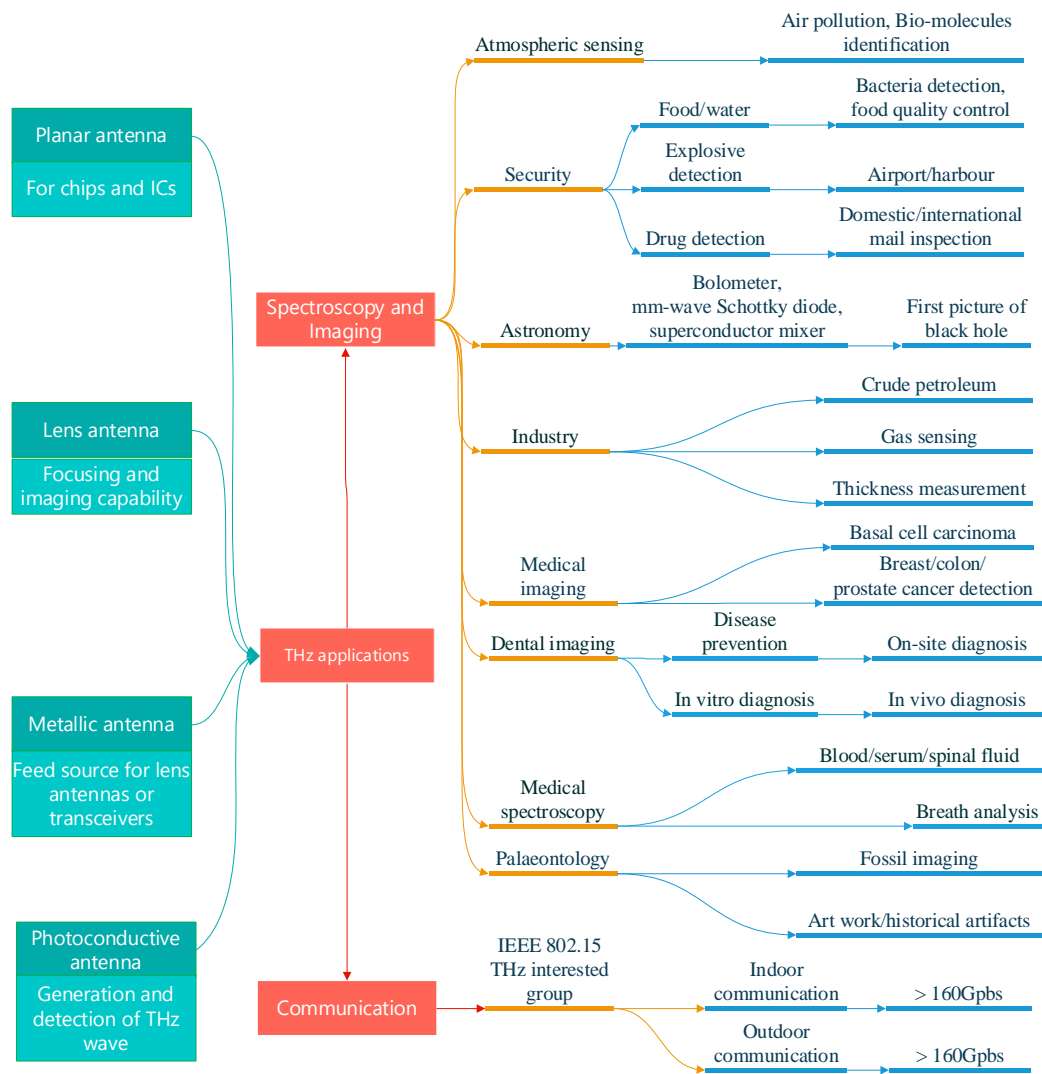 Planar antenna
For chips and ICs
Lens antenna
Focusing and
imaging capability
Metallic antenna
Feed source for lens
antennas or
transceivers
Photoconductive
antenna
Generation and
detection of THz
wave
Spectroscopy and
Imaging
THz applications
Communication
Atmospheric sensing
Air pollution, Bio-molecules
identification
Security
Food/water
Bacteria detection,
food quality control
Explosive
detection
Airport/harbour
Drug detection
Domestic/international
mail inspection
Astronomy
Bolometer,
mm-wave Schottky diode,
superconductor mixer
First picture of
black hole
Industry
Crude petroleum
Gas sensing
Thickness measurement
Medical
imaging
Basal cell carcinoma
Breast/colon/
prostate cancer detection
Dental imaging
Disease
prevention
On-site diagnosis
In vitro diagnosis
In vivo diagnosis
Medical
spectroscopy
Blood/serum/spinal fluid
Breath analysis
Palaeontology
Fossil imaging
Art work/historical artifacts
IEEE 802.15
THz interested
group
Indoor
communication
> 160Gpbs
Outdoor
communication
> 160Gpbs